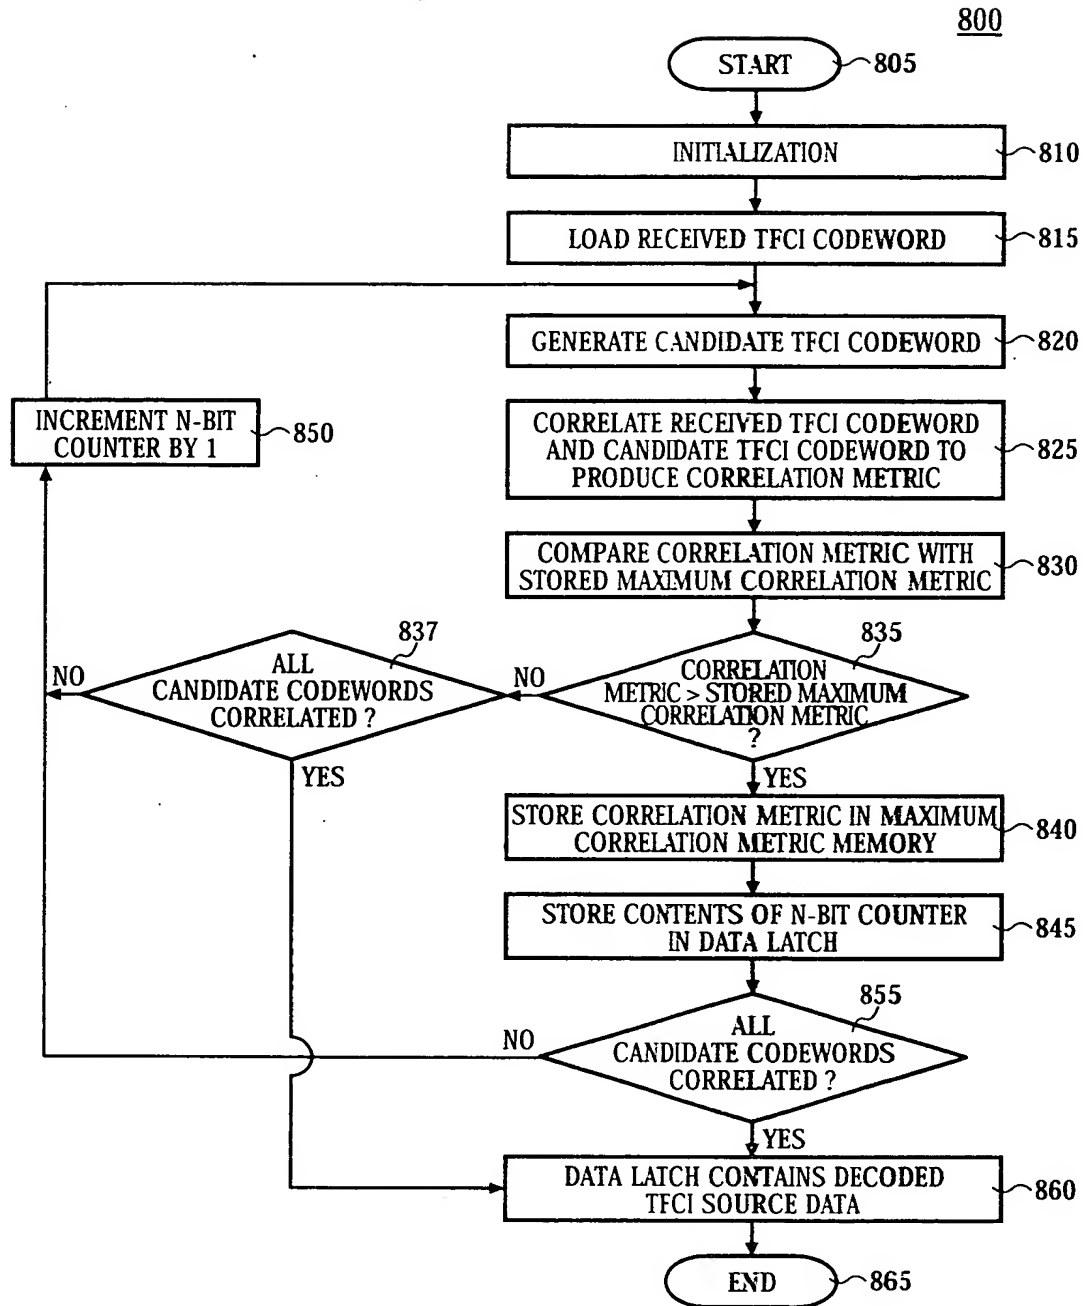 800
START
805
INITIALIZATION
810
LOAD RECEIVED TFCI CODEWORD
815
GENERATE CANDIDATE TFCI CODEWORD
820
INCREMENT N-BIT
COUNTER BY 1
850
CORRELATE RECEIVED TFCI CODEWORD
AND CANDIDATE TFCI CODEWORD TO
PRODUCE CORRELATION METRIC
825
COMPARE CORRELATION METRIC WITH
STORED MAXIMUM CORRELATION METRIC
830
837
ALL
CANDIDATE CODEWORDS
CORRELATED ?
NO
YES
835
CORRELATION
METRIC > STORED MAXIMUM
CORRELATION METRIC
?
NO
YES
STORE CORRELATION METRIC IN MAXIMUM
CORRELATION METRIC MEMORY
840
STORE CONTENTS OF N-BIT COUNTER
IN DATA LATCH
845
855
ALL
CANDIDATE CODEWORDS
CORRELATED ?
NO
YES
DATA LATCH CONTAINS DECODED
TFCI SOURCE DATA
860
END
865